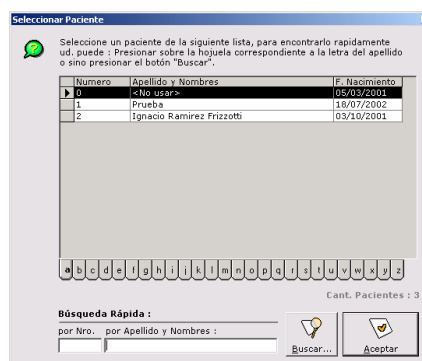 Seleccionar Paciente
Seleccione un paciente de la siguiente lista, para encontrarlo rapidamente
ud. puede : Presionar sobre la hojuela correspondiente a la letra del apellido
o sino presionar el botón "Buscar".
Numero Apellido y Nombres F. Nacimiento
0 <No usar> 05/03/2001
1 Prueba 18/07/2002
2 Ignacio Ramirez Frizzotti 03/10/2001
a b c d e f g h i j k l m n o p q r s t u v w x y z
Cant. Pacientes : 3
Búsqueda Rápida :
por Nro. por Apellido y Nombres :
Buscar... Aceptar